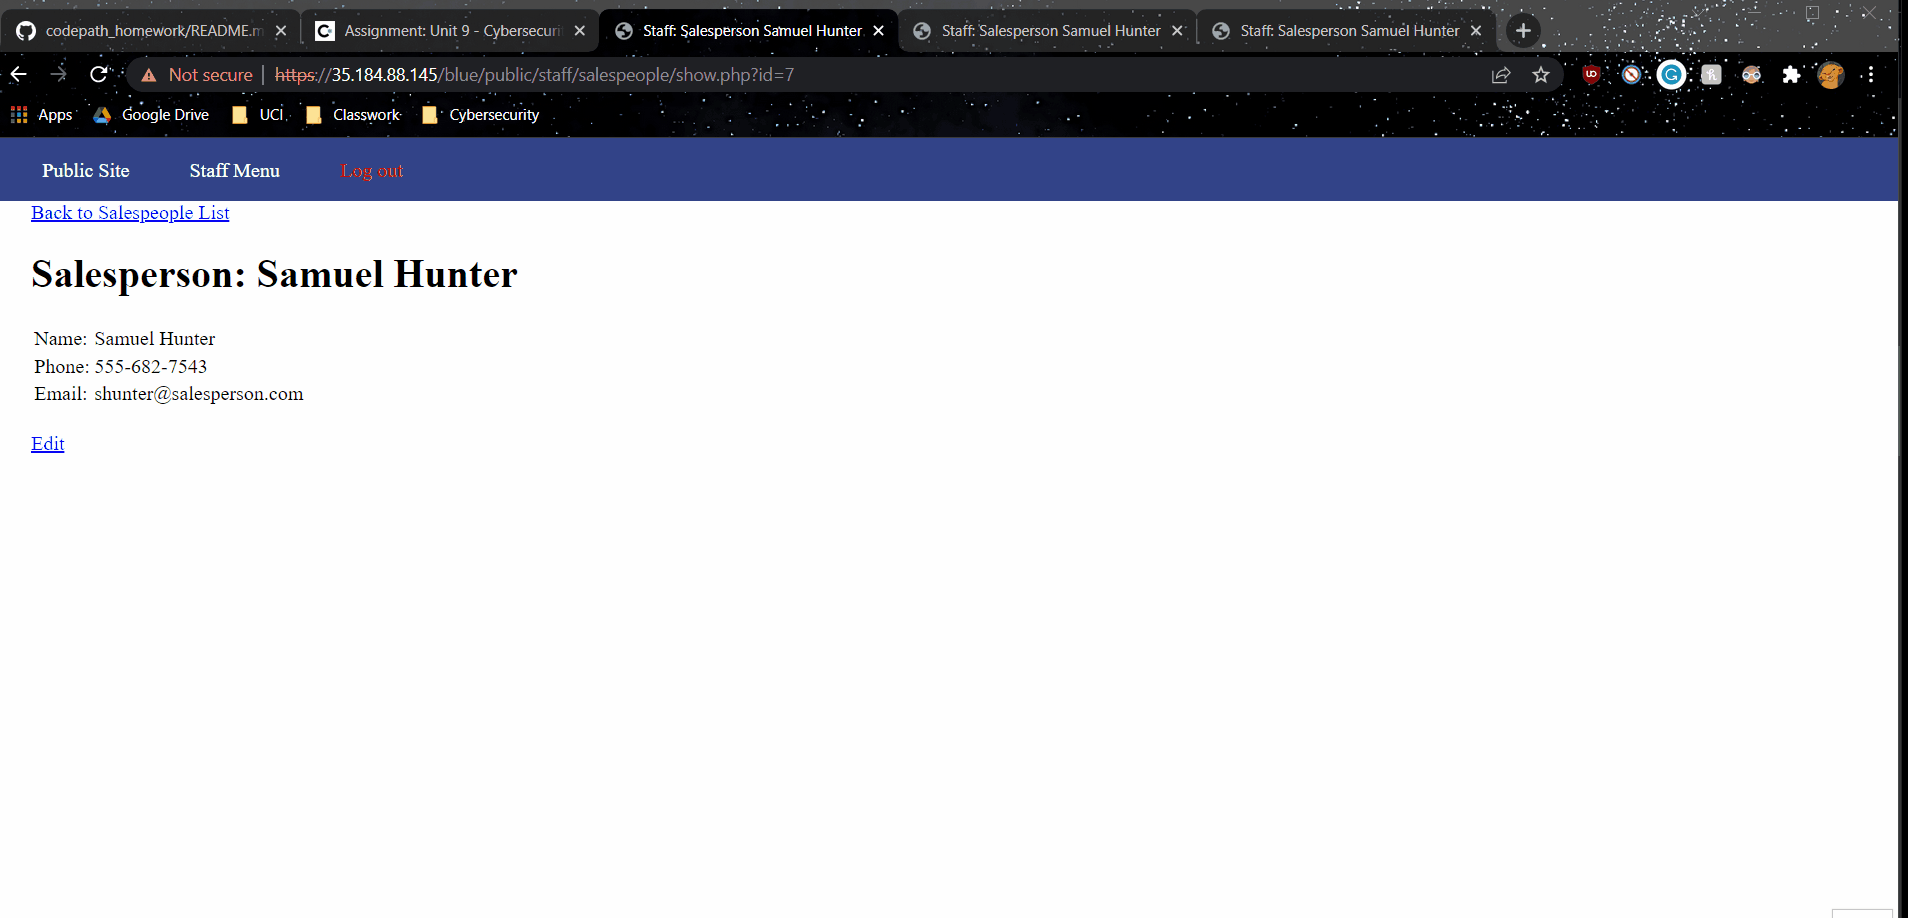 codepath_homework/README.m
Assignment: Unit 9 - Cybersecuri
Staff: Salesperson Samuel Hunter
Staff: Salesperson Samuel Hunter
Staff: Salesperson Samuel Hunter
Not secure | https://35.184.88.145/blue/public/staff/salespeople/show.php?id=7
Apps Google Drive UCI Classwork Cybersecurity
Public Site Staff Menu Log out
Back to Salespeople List
Salesperson: Samuel Hunter
Name: Samuel Hunter
Phone: 555-682-7543
Email: shunter@salesperson.com
Edit